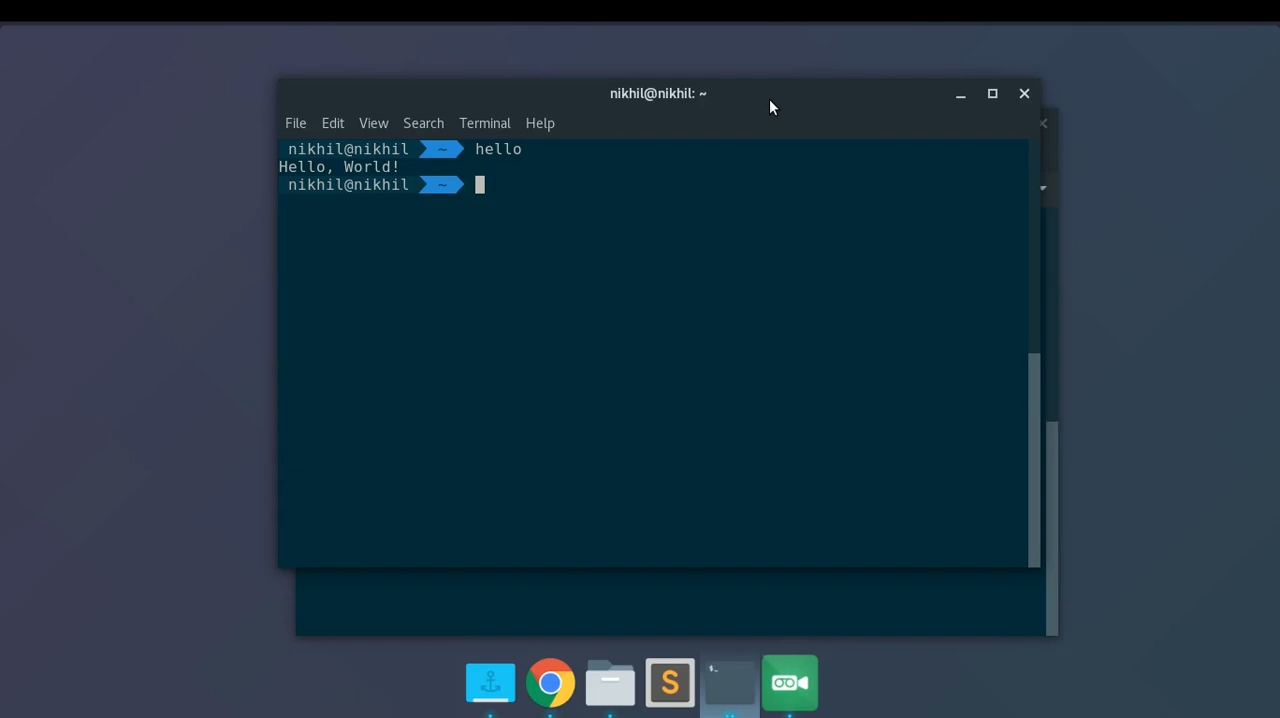 nikhil@nikhil: ~
File Edit View Search Terminal Help
nikhil@nikhil ~ hello
Hello, World!
nikhil@nikhil ~
S
$_